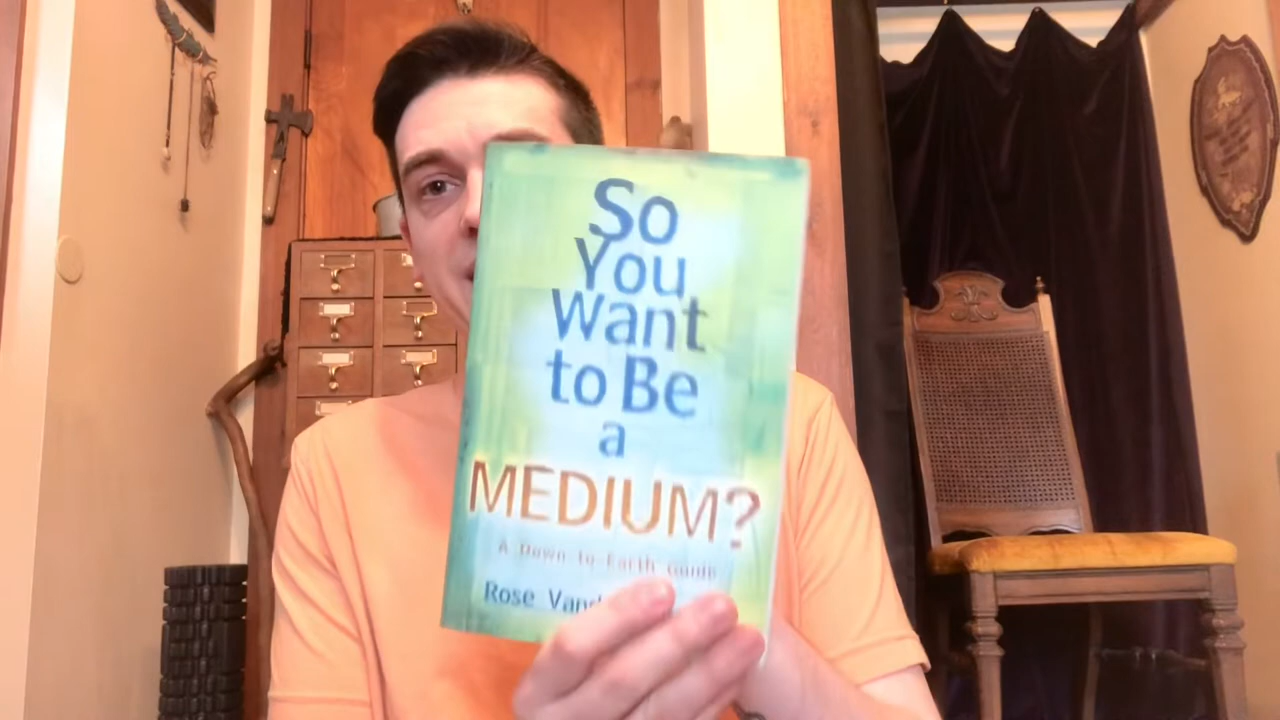 So
You
Want
to Be
a
MEDIUM?
A Down to Earth Guide
Rose